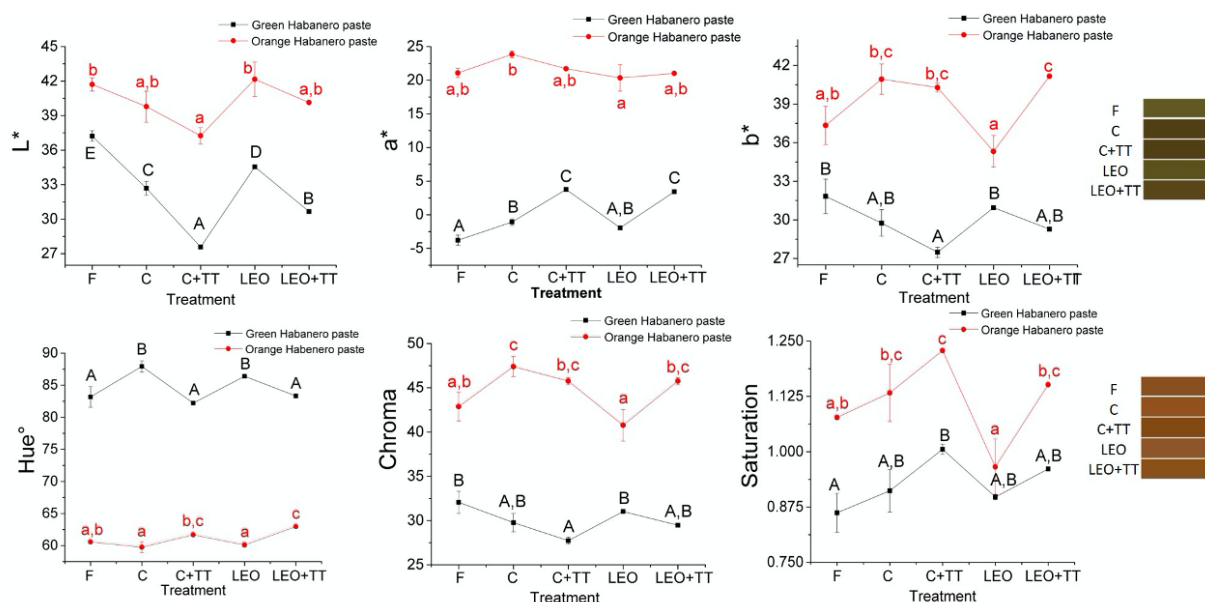 Green Habanero paste
Orange Habanero paste
42
39
36
33
30
27
L*
b
a,b
a
b
a,b
E
C
A
D
B
F
C
C+TT
LEO
LEO+TT
Treatment
Green Habanero paste
Orange Habanero paste
25
20
15
10
5
0
-5
a*
a,b
b
a,b
a
a,b
A
B
C
A,B
C
F
C
C+TT
LEO
LEO+TT
Treatment
Green Habanero paste
Orange Habanero paste
42
39
36
33
30
27
b*
a,b
b,c
b,c
a
c
B
A,B
A
B
A,B
F
C
C+TT
LEO
LEO+TT
Treatment
F
C
C+TT
LEO
LEO+TT
Green Habanero paste
Orange Habanero paste
90
85
80
75
70
65
60
Hue°
A
B
A
B
A
a,b
a
b,c
a
c
F
C
C+TT
LEO
LEO+TT
Treatment
Green Habanero paste
Orange Habanero paste
50
45
40
35
30
25
Chroma
a,b
c
b,c
a
b,c
B
A,B
A
B
A,B
F
C
C+TT
LEO
LEO+TT
Treatment
Green Habanero paste
Orange Habanero paste
1.250
1.125
1.000
0.875
0.750
Saturation
a,b
b,c
c
a
b,c
A
A,B
B
A,B
A,B
F
C
C+TT
LEO
LEO+TT
Treatment
F
C
C+TT
LEO
LEO+TT